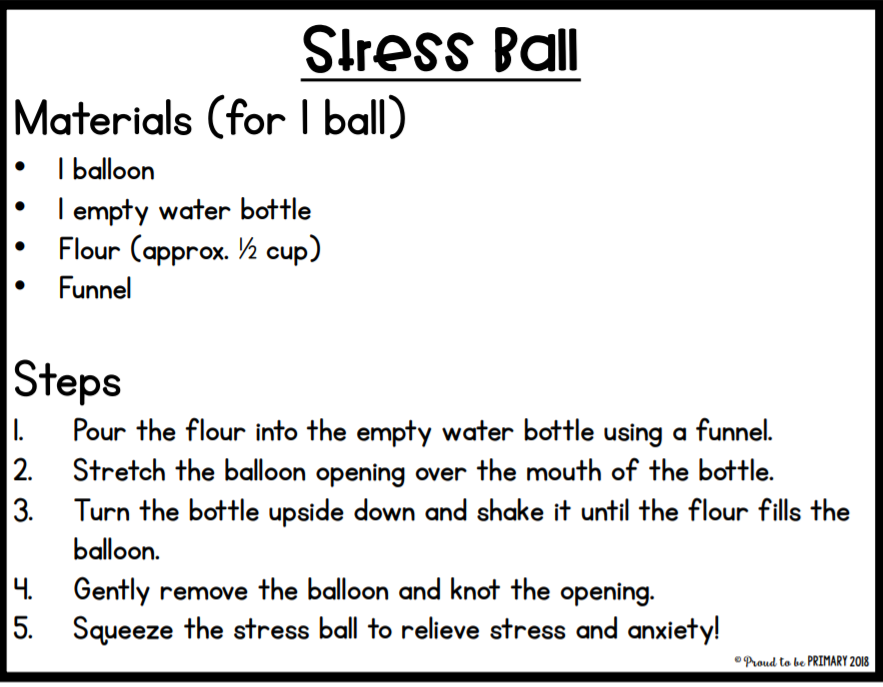 Stress Ball
Materials (for 1 ball)
• 1 balloon
• 1 empty water bottle
• Flour (approx. ½ cup)
• Funnel
Steps
1. Pour the flour into the empty water bottle using a funnel.
2. Stretch the balloon opening over the mouth of the bottle.
3. Turn the bottle upside down and shake it until the flour fills the
balloon.
4. Gently remove the balloon and knot the opening.
5. Squeeze the stress ball to relieve stress and anxiety!
© Proud to be PRIMARY 2018